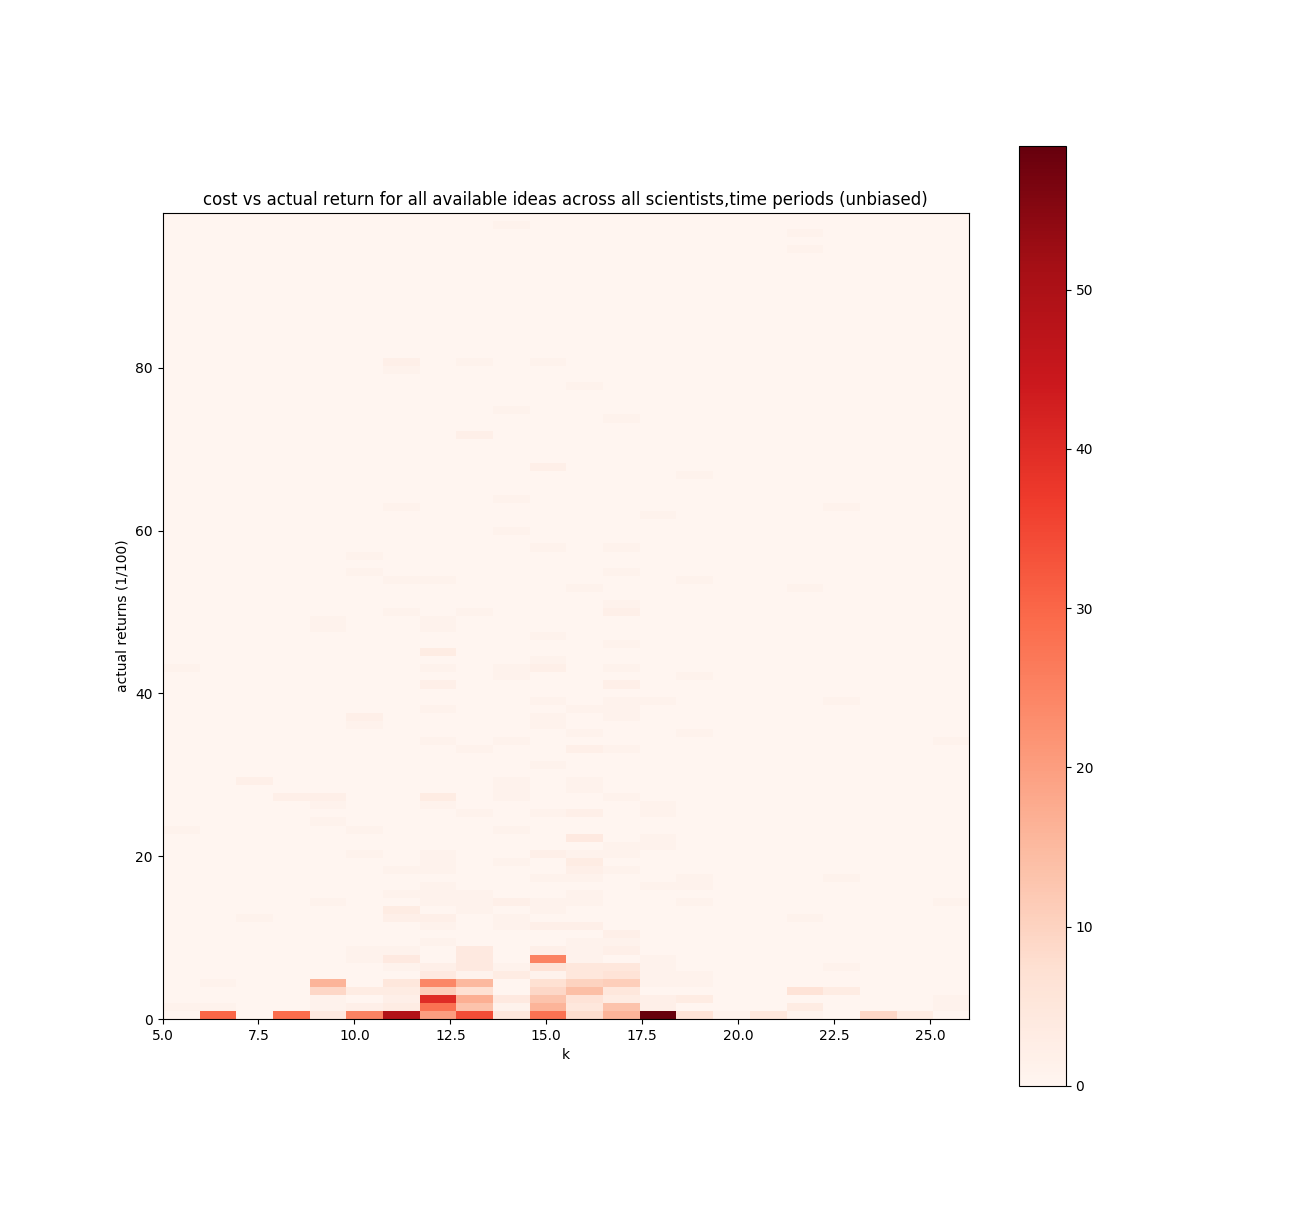 cost vs actual return for all available ideas across all scientists,time periods (unbiased)
50
40
30
20
10
0
80
60
40
20
0
actual returns (1/100)
5.0 7.5 10.0 12.5 15.0 17.5 20.0 22.5 25.0
k